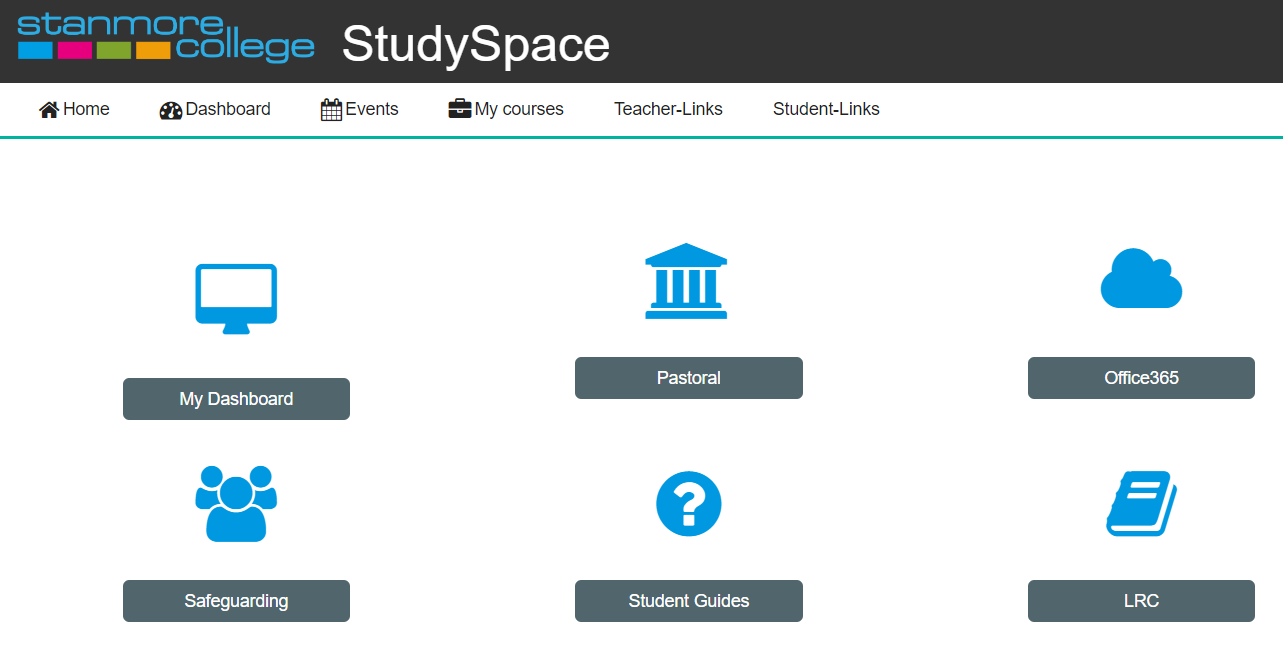 stanmore
college
StudySpace
Home Dashboard Events My courses Teacher-Links Student-Links
My Dashboard Pastoral Office365
Safeguarding Student Guides LRC